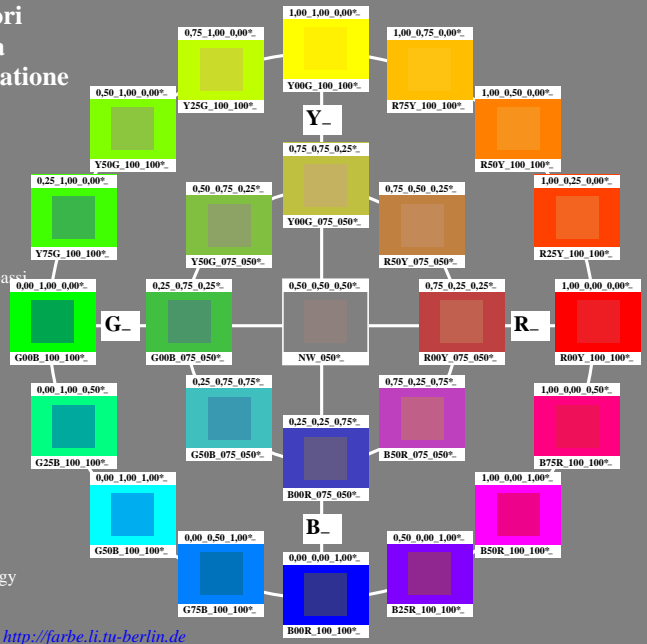 ori
a
atione
1,00_1,00_0,00*_
Y00G_100_100*_
0,75_1,00_0,00*_
Y25G_100_100*_
1,00_0,75_0,00*_
R75Y_100_100*_
0,50_1,00_0,00*_
Y50G_100_100*_
1,00_0,50_0,00*_
R50Y_100_100*_
Y_
0,75_0,75_0,25*_
Y00G_075_050*_
0,25_1,00_0,00*_
Y75G_100_100*_
0,50_0,75_0,25*_
Y50G_075_050*_
0,75_0,50_0,25*_
R50Y_075_050*_
1,00_0,25_0,00*_
R25Y_100_100*_
assi
0,00_1,00_0,00*_
G00B_100_100*_
G_
0,25_0,75_0,25*_
G00B_075_050*_
0,50_0,50_0,50*_
NW_050*_
0,75_0,25_0,25*_
R00Y_075_050*_
R_
1,00_0,00_0,00*_
R00Y_100_100*_
0,00_1,00_0,50*_
G25B_100_100*_
0,25_0,75_0,75*_
G50B_075_050*_
0,75_0,25_0,75*_
B50R_075_050*_
1,00_0,00_0,50*_
B75R_100_100*_
0,25_0,25_0,75*_
B00R_075_050*_
0,00_1,00_1,00*_
G50B_100_100*_
1,00_0,00_1,00*_
B50R_100_100*_
B_
0,00_0,50_1,00*_
G75B_100_100*_
0,50_0,00_1,00*_
B25R_100_100*_
0,00_0,00_1,00*_
B00R_100_100*_
gy
http://farbe.li.tu-berlin.de